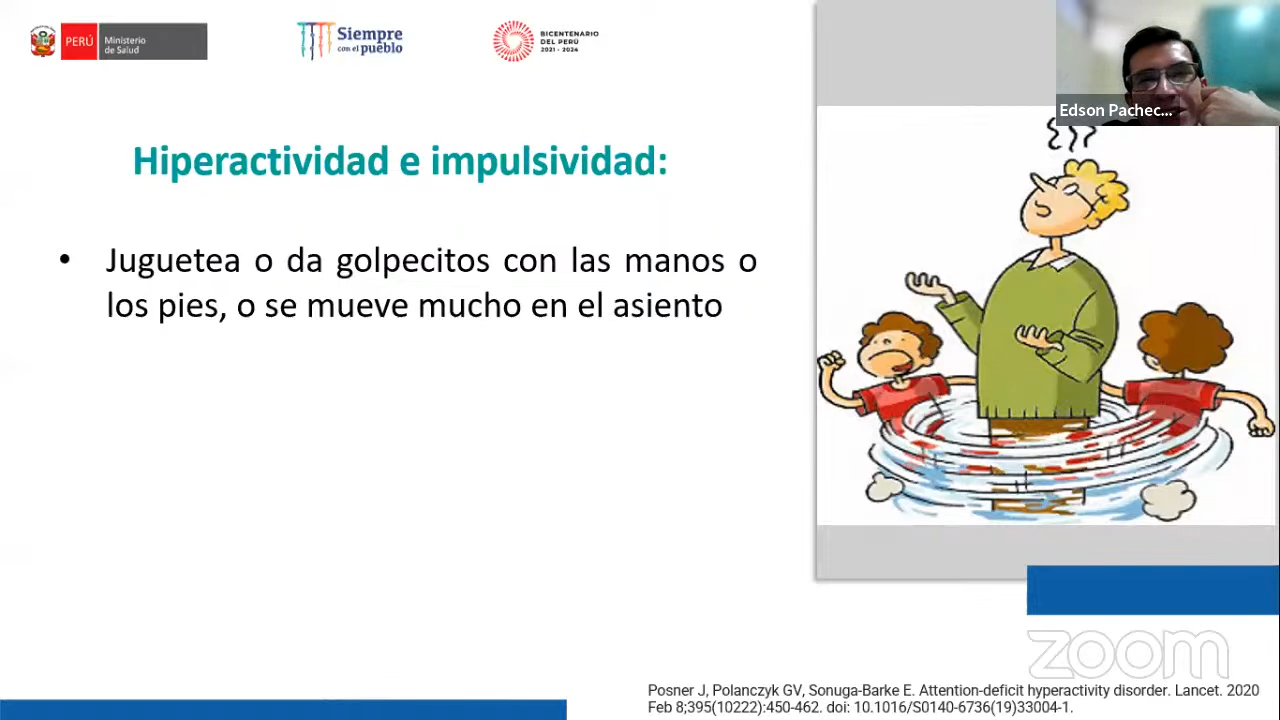 PERÚ
Ministerio
de Salud
Siempre
con el pueblo
BICENTENARIO
DEL PERÚ
2021 - 2024
Edson Pachec...
Hiperactividad e impulsividad:
• Juguetea o da golpecitos con las manos o
los pies, o se mueve mucho en el asiento
zoom
Posner J, Polanczyk GV, Sonuga-Barke E. Attention-deficit hyperactivity disorder. Lancet. 2020
Feb 8;395(10222):450-462. doi: 10.1016/S0140-6736(19)33004-1.